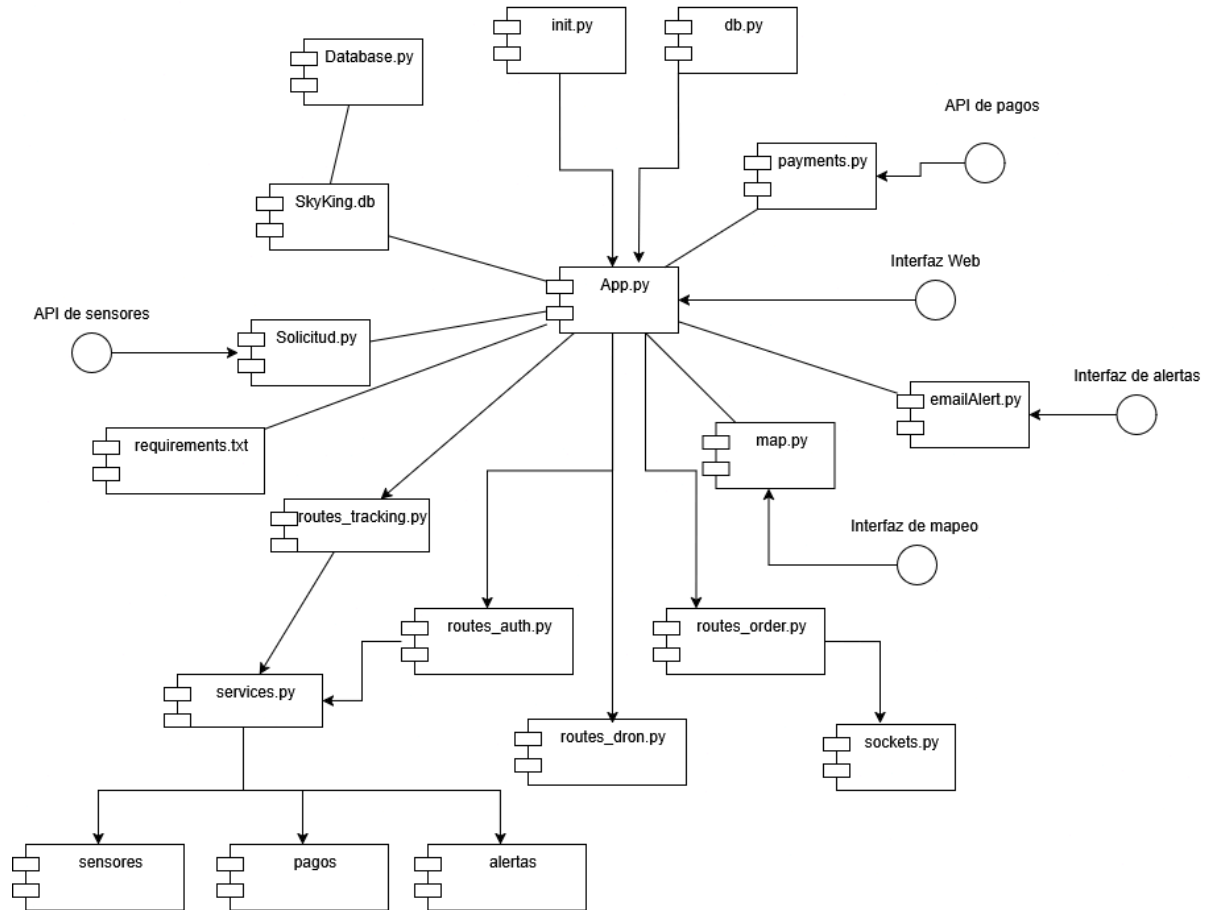 init.py
db.py
Database.py
API de pagos
payments.py
SkyKing.db
Interfaz Web
App.py
API de sensores
Solicitud.py
Interfaz de alertas
emailAlert.py
requirements.txt
map.py
routes_tracking.py
Interfaz de mapeo
routes_auth.py
routes_order.py
services.py
routes_dron.py
sockets.py
sensores
pagos
alertas